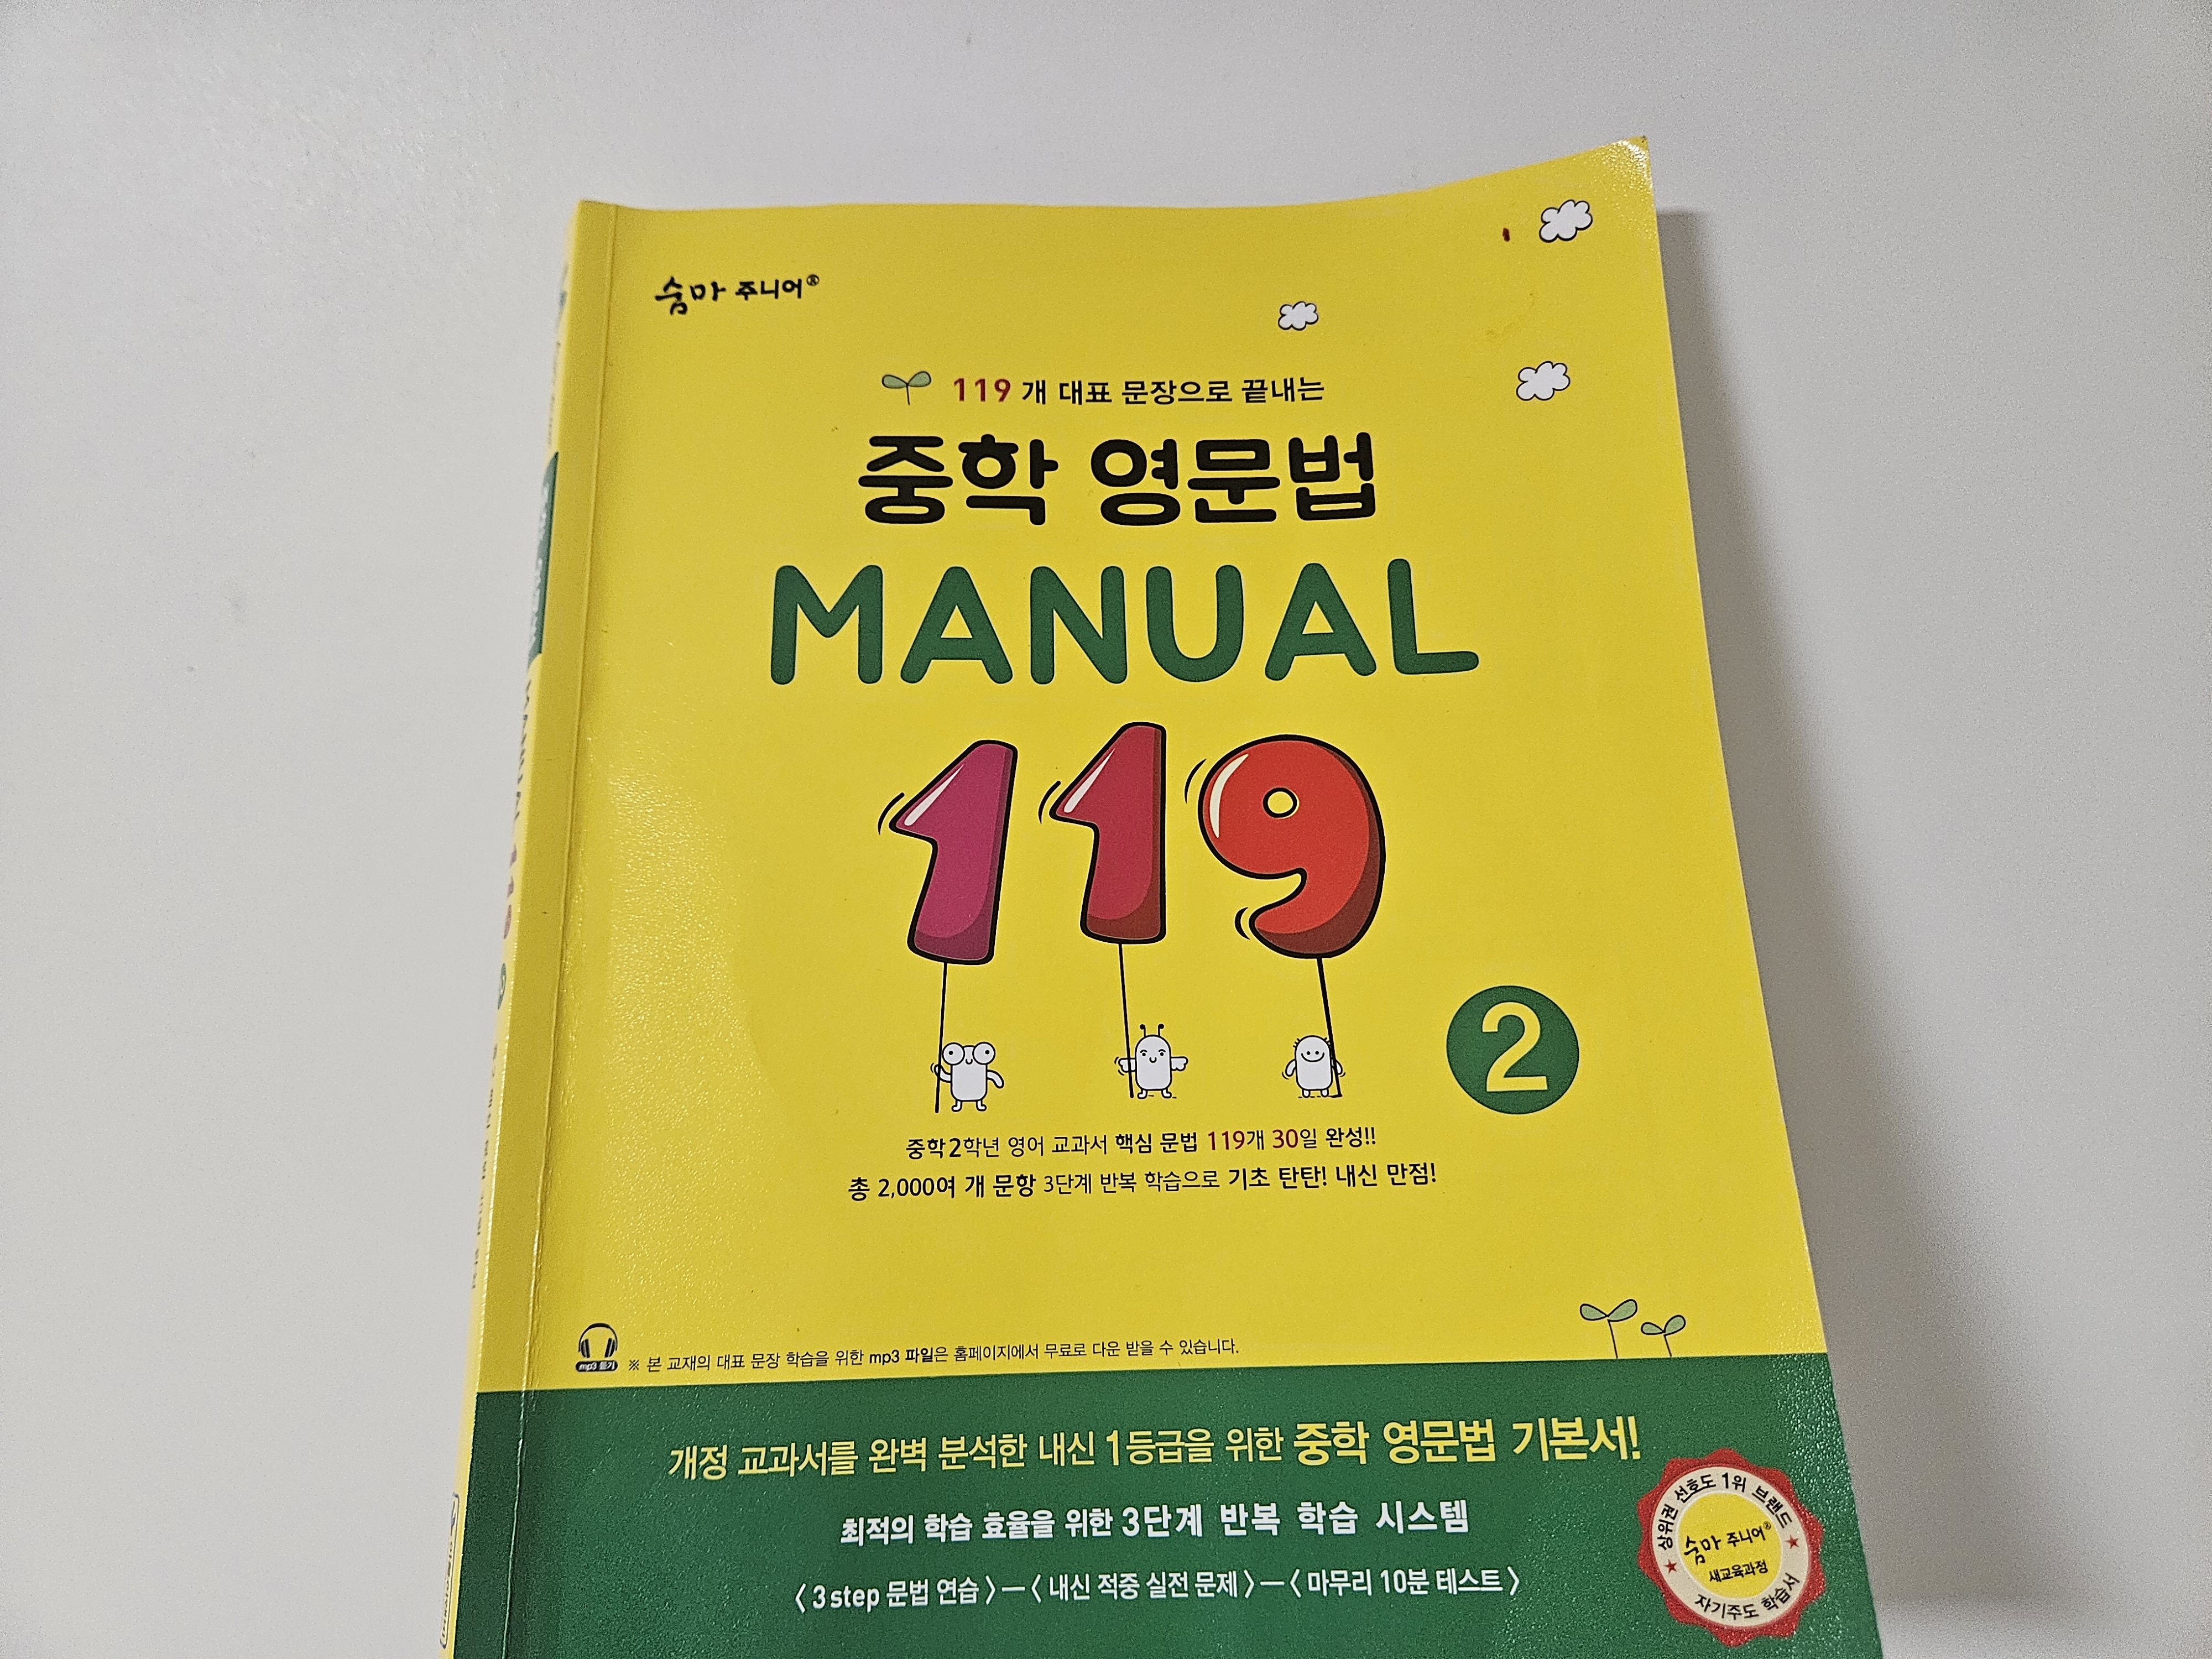 숨마 주니어®
119 개 대표 문장으로 끝내는
중학 영문법
MANUAL
119
2
중학2학년 영어 교과서 핵심 문법 119개 30일 완성!!
총 2,000여 개 문항 3단계 반복 학습으로 기초 탄탄! 내신 만점!
mp3 듣기
※ 본 교재의 대표 문장 학습을 위한 mp3 파일은 홈페이지에서 무료로 다운 받을 수 있습니다.
개정 교과서를 완벽 분석한 내신 1등급을 위한 중학 영문법 기본서!
최적의 학습 효율을 위한 3단계 반복 학습 시스템
〈 3step 문법 연습 〉―〈 내신 적중 실전 문제 〉―〈 마무리 10분 테스트 〉
상위권 선호도 1위 브랜드
숨마 주니어®
새교육과정
자기주도 학습서